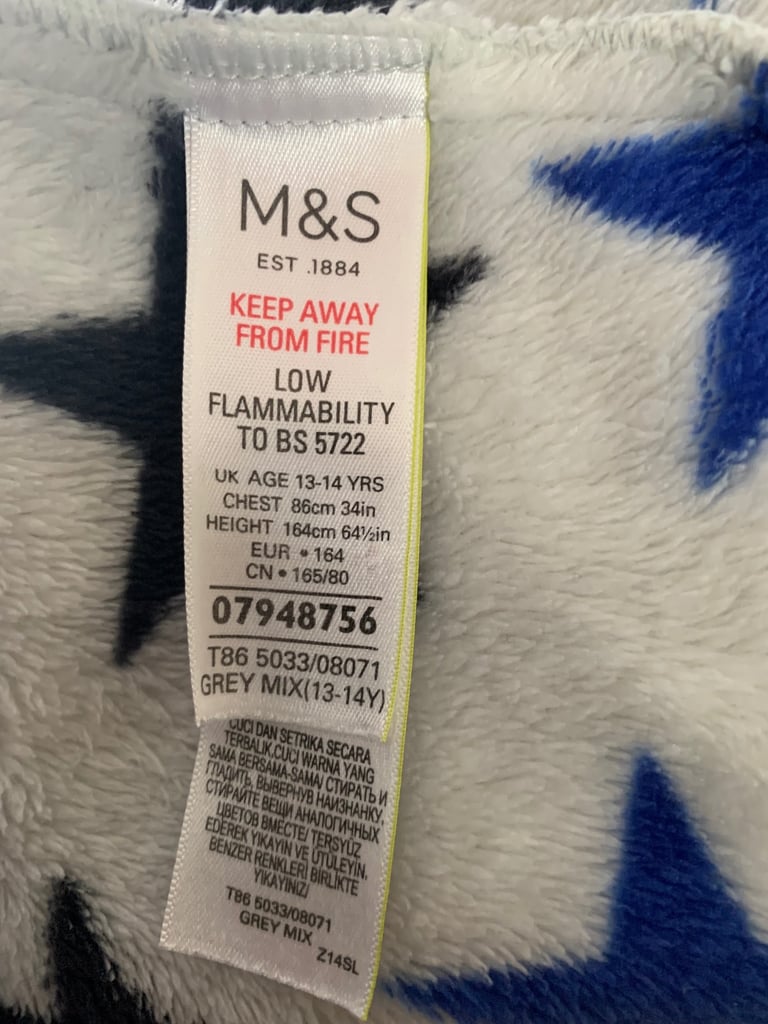 M&S
EST .1884
KEEP AWAY
FROM FIRE
LOW
FLAMMABILITY
TO BS 5722
UK AGE 13-14 YRS
CHEST 86cm 34in
HEIGHT 164cm 64½in
EUR • 164
CN • 165/80
07948756
T86 5033/08071
GREY MIX(13-14Y)
CUCI DAN SETRIKA SECARA
TERBALIK,CUCI WARNA YANG
SAMA BERSAMA-SAMA/ СТИРАТЬ И
ГЛАДИТЬ, ВЫВЕРНУВ НАИЗНАНКУ,
СТИРАЙТЕ ВЕЩИ АНАЛОГИЧНЫХ
ЦВЕТОВ ВМЕСТЕ/ TERSYÜZ
EDEREK YIKAYIN VE ÜTÜLEYİN,
BENZER RENKLERİ BİRLİKTE
YIKAYINIZ/
T86 5033/08071
GREY MIX
Z14SL